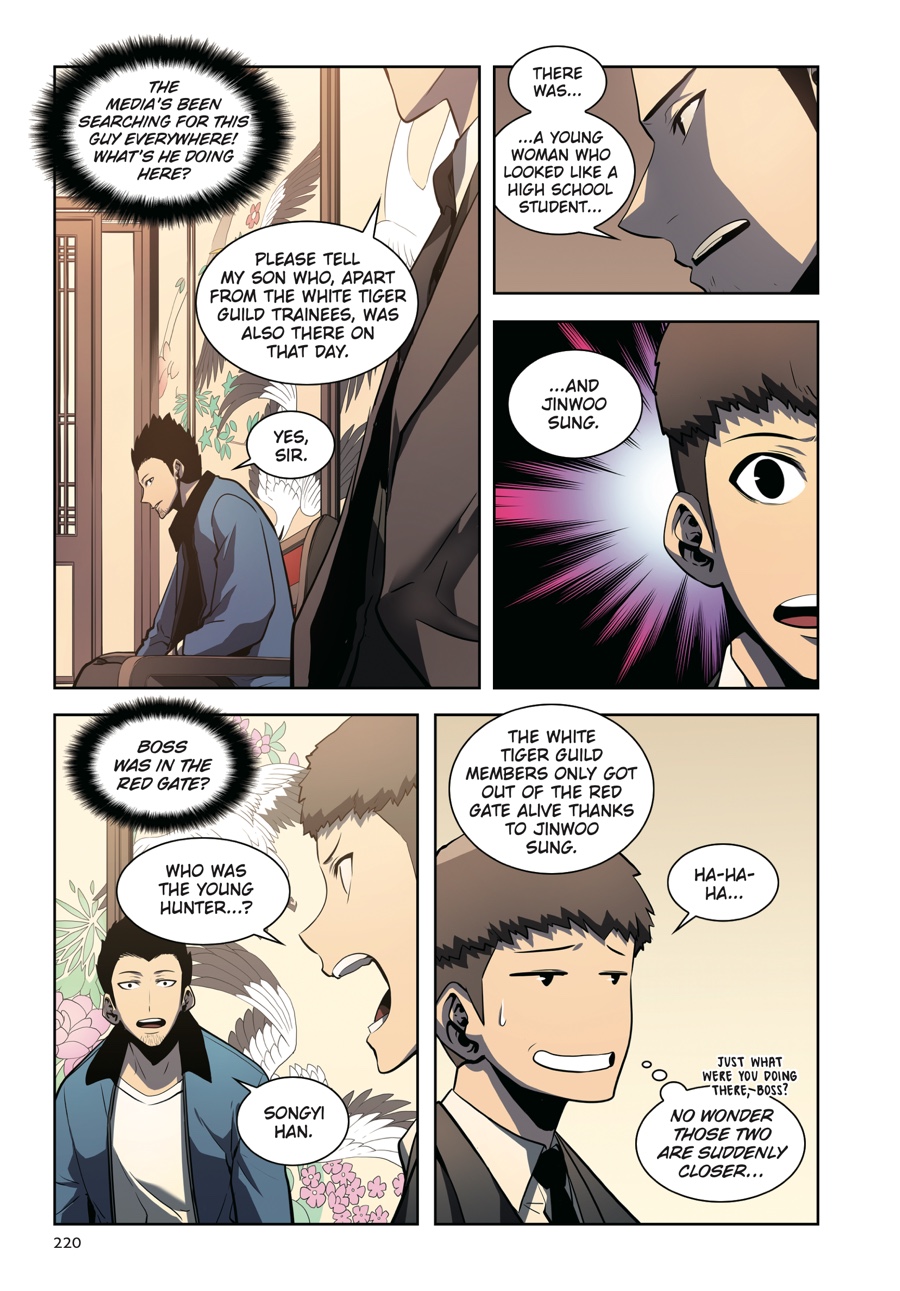 THE
MEDIA'S BEEN
SEARCHING FOR THIS
GUY EVERYWHERE!
WHAT'S HE DOING
HERE?
PLEASE TELL
MY SON WHO, APART
FROM THE WHITE TIGER
GUILD TRAINEES, WAS
ALSO THERE ON
THAT DAY.
YES,
SIR.
THERE
WAS...
...A YOUNG
WOMAN WHO
LOOKED LIKE A
HIGH SCHOOL
STUDENT...
...AND
JINWOO
SUNG.
BOSS
WAS IN THE
RED GATE?
WHO WAS
THE YOUNG
HUNTER...?
SONGYI
HAN.
THE WHITE
TIGER GUILD
MEMBERS ONLY GOT
OUT OF THE RED
GATE ALIVE THANKS
TO JINWOO
SUNG.
HA-HA-
HA...
JUST WHAT
WERE YOU DOING
THERE, BOSS?
NO WONDER
THOSE TWO
ARE SUDDENLY
CLOSER...
220